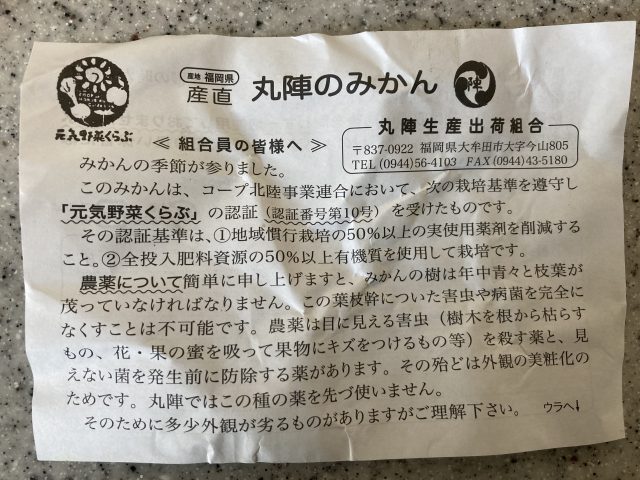 産地 福岡県
産直 丸陣のみかん
陣
元気野菜くらぶ
≪ 組合員の皆様へ ≫
丸陣生産出荷組合
〒837-0922 福岡県大牟田市大字今山805
TEL (0944)56-4103 FAX (0944)43-5180
みかんの季節が参りました。
このみかんは、コープ北陸事業連合において、次の栽培基準を遵守し
「元気野菜くらぶ」の認証（認証番号第10号）を受けたものです。
その認証基準は、①地域慣行栽培の50%以上の実使用薬剤を削減する
こと。②全投入肥料資源の50%以上有機質を使用して栽培です。
農薬について簡単に申し上げますと、みかんの樹は年中青々と枝葉が
茂っていなければなりません。この葉枝幹についた害虫や病菌を完全に
なくすことは不可能です。農薬は目に見える害虫（樹木を根から枯らす
もの、花・果の蜜を吸って果物にキズをつけるもの等）を殺す薬と、見
えない菌を発生前に防除する薬があります。その殆どは外観の美粧化の
ためです。丸陣ではこの種の薬を先づ使いません。
そのために多少外観が劣るものがありますがご理解下さい。 ウラへ↓